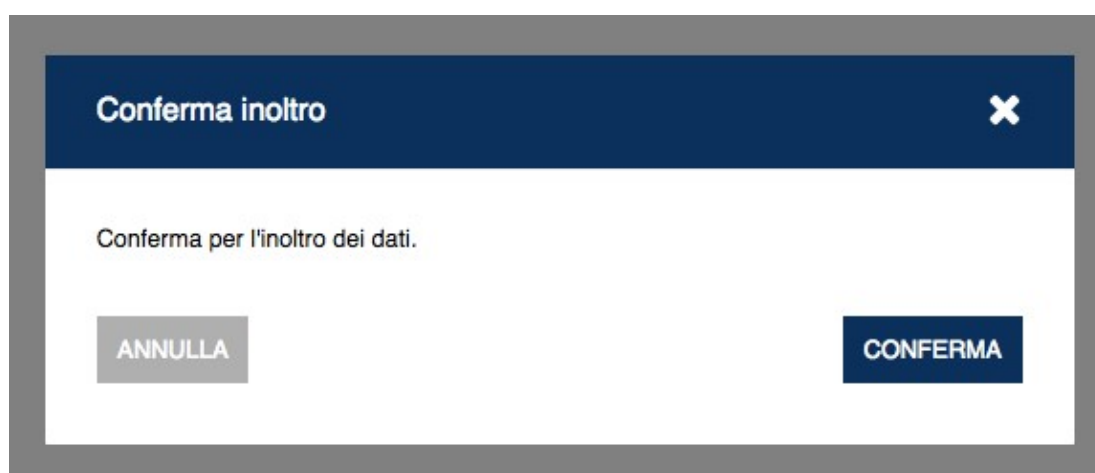 Conferma inoltro
Conferma per l'inoltro dei dati.
ANNULLA
CONFERMA